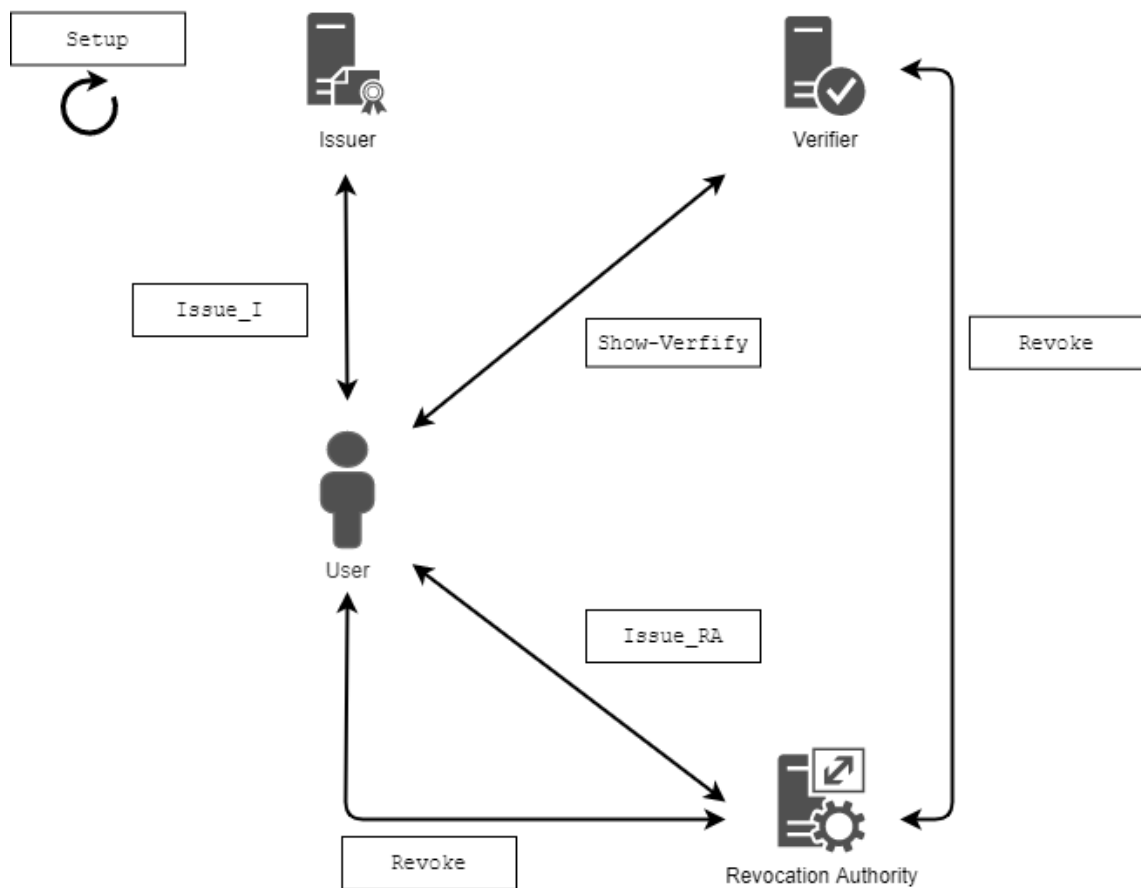 Setup
Issuer
Verifier
Issue_I
Show-Verfify
Revoke
User
Issue_RA
Revoke
Revocation Authority